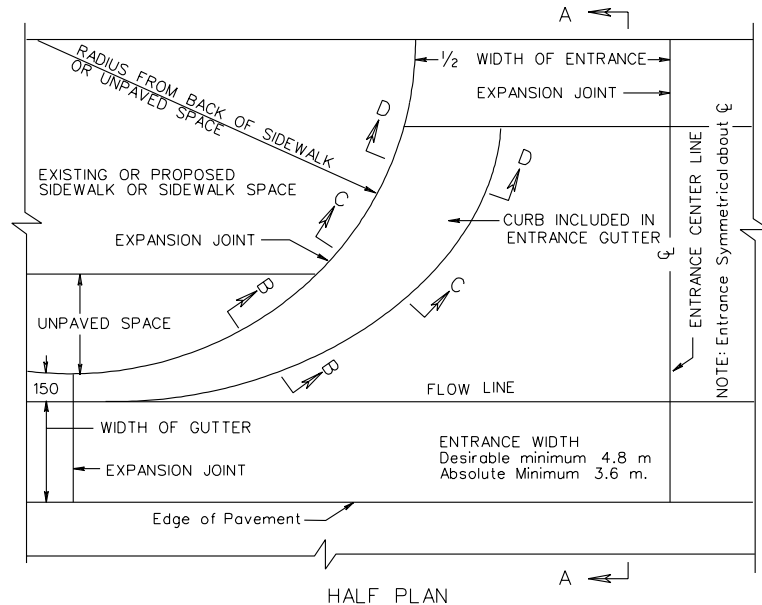 A
RADIUS FROM BACK OF SIDEWALK
OR UNPAVED SPACE
½ WIDTH OF ENTRANCE
EXPANSION JOINT
D
D
EXISTING OR PROPOSED
SIDEWALK OR SIDEWALK SPACE
C
CURB INCLUDED IN
ENTRANCE GUTTER
EXPANSION JOINT
℄
ENTRANCE CENTER LINE
NOTE: Entrance Symmetrical about ℄
B
C
UNPAVED SPACE
B
150
FLOW LINE
WIDTH OF GUTTER
EXPANSION JOINT
ENTRANCE WIDTH
Desirable minimum 4.8 m
Absolute Minimum 3.6 m.
Edge of Pavement
A
HALF PLAN